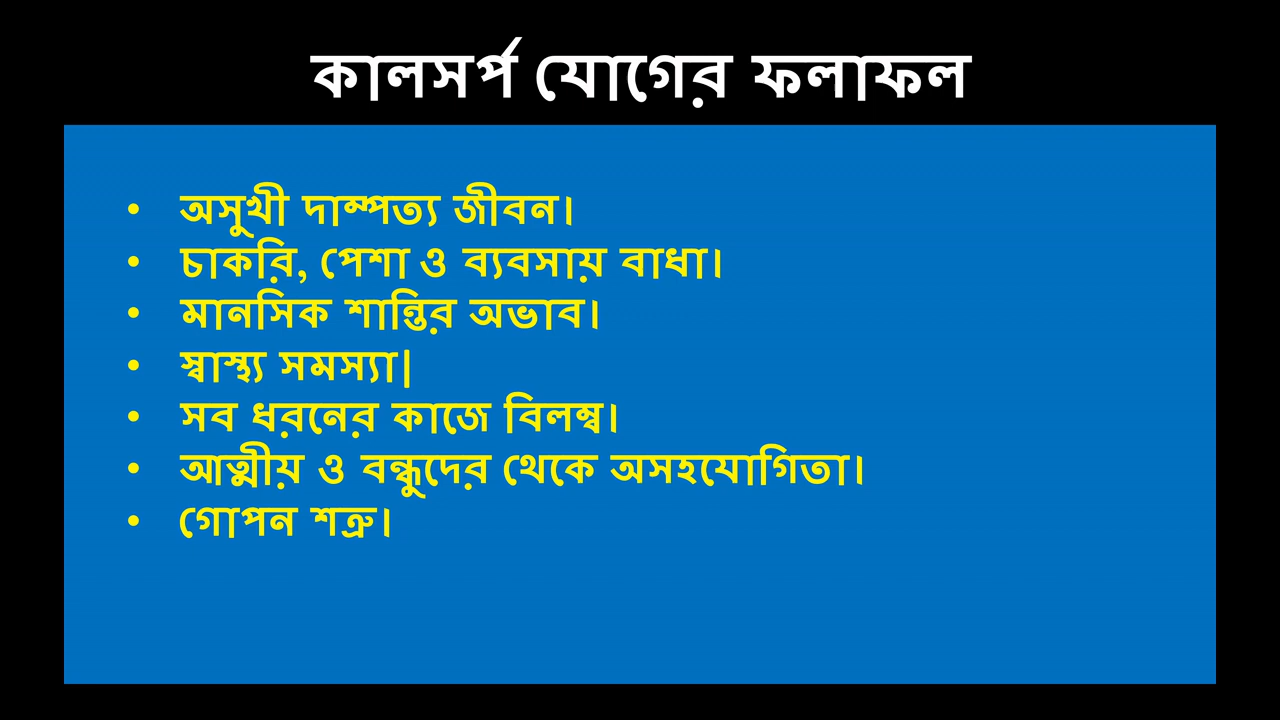 কালসর্প যোগের ফলাফল
• অসুখী দাম্পত্য জীবন।
• চাকরি, পেশা ও ব্যবসায় বাধা।
• মানসিক শান্তির অভাব।
• স্বাস্থ্য সমস্যা|
• সব ধরনের কাজে বিলম্ব।
• আত্মীয় ও বন্ধুদের থেকে অসহযোগিতা।
• গোপন শত্রু।